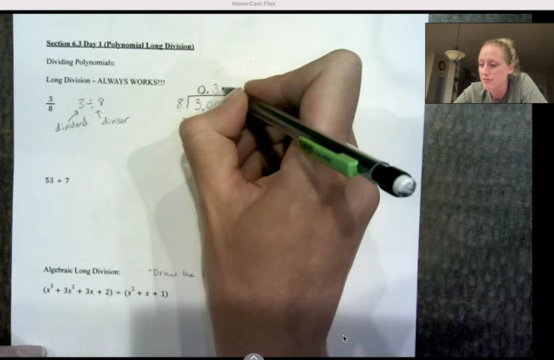 HoverCam Flex
Section 6.3 Day 1 (Polynomial Long Division)
Dividing Polynomials:
Long Division – ALWAYS WORKS!!!
3/8 3 ÷ 8 0.3
8 3.0
dividend divisor
53 ÷ 7
Algebraic Long Division: "Draw the
(x³ + 3x² + 3x + 2) ÷ (x² + x + 1)